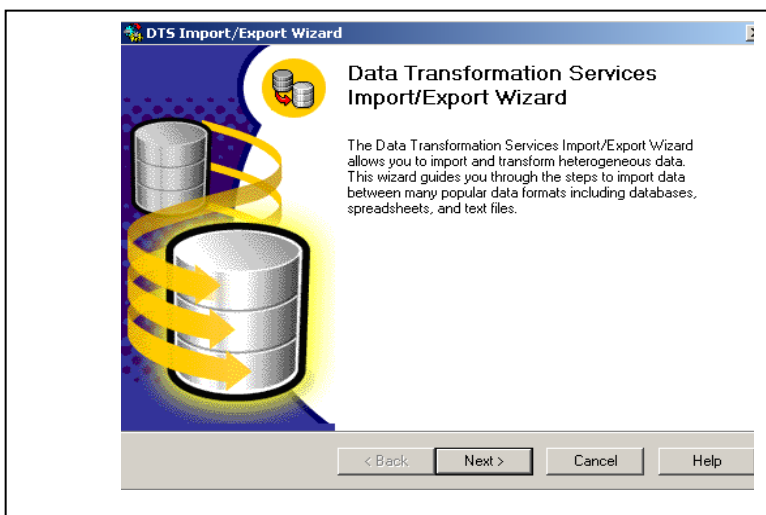 DTS Import/Export Wizard
Data Transformation Services
Import/Export Wizard
The Data Transformation Services Import/Export Wizard
allows you to import and transform heterogeneous data.
This wizard guides you through the steps to import data
between many popular data formats including databases,
spreadsheets, and text files.
< Back Next > Cancel Help